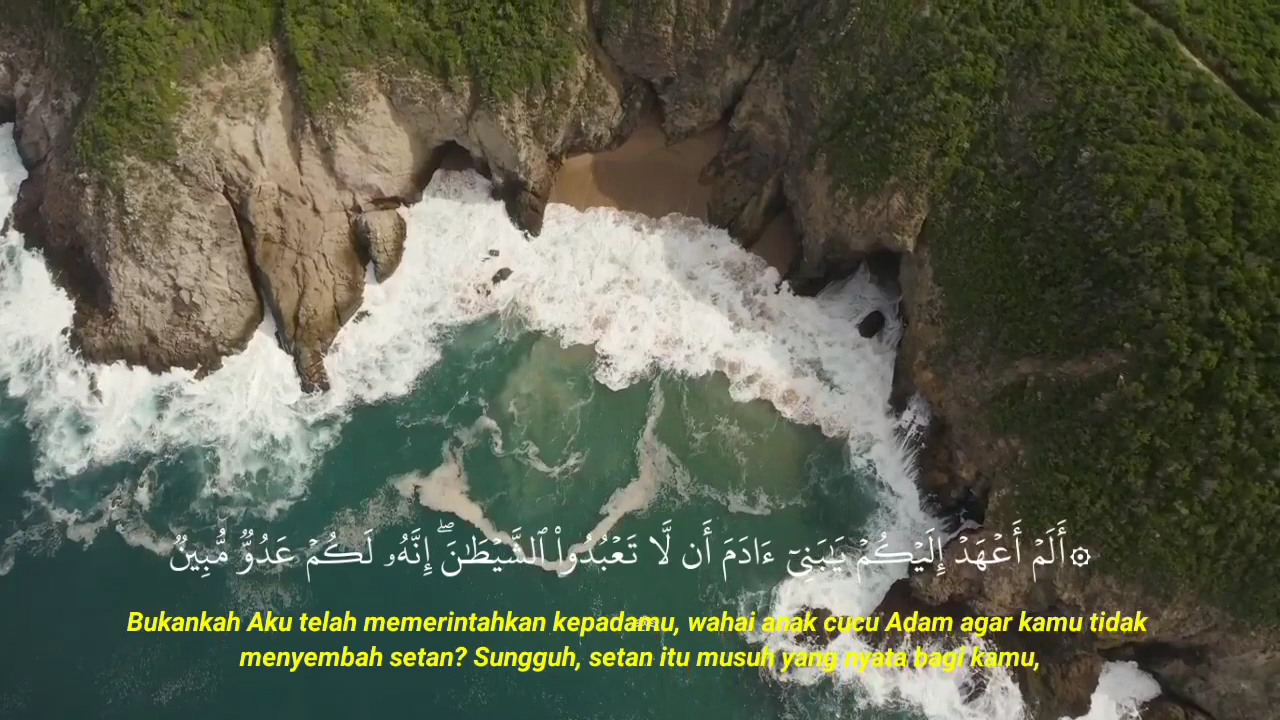 ۞أَلَمۡ أَعۡهَدۡ إِلَيۡكُمۡ يَٰبَنِيٓ ءَادَمَ أَن لَّا تَعۡبُدُواْ ٱلشَّيۡطَٰنَۖ إِنَّهُۥ لَكُمۡ عَدُوّٞ مُّبِينٞ
Bukankah Aku telah memerintahkan kepadamu, wahai anak cucu Adam agar kamu tidak
menyembah setan? Sungguh, setan itu musuh yang nyata bagi kamu,